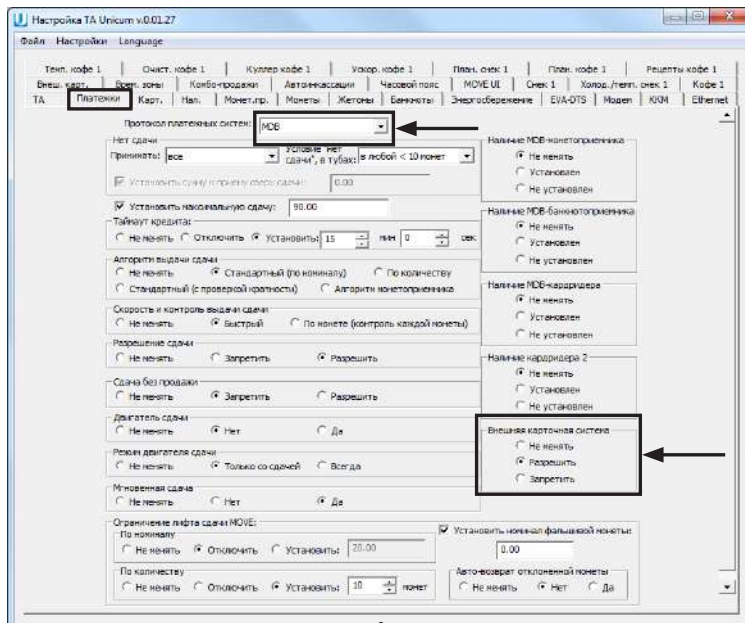 Настройка TA Unicum v.0.01.27
Файл Настройки Language
Темп. кофе 1 Очист. кофе 1 Куллер кофе 1 Ускор. кофе 1 План. снек 1 План. кофе 1 Рецепты кофе 1
Внеш. карт. Врем. зоны Комбо-продажи Автоинкассации Часовой пояс MOVE UI Снек 1 Холод./темп. снек 1 Кофе 1
TA Платежки Карт. Нал. Монет.пр. Монеты Жетоны Банкноты Энергосбережение EVA-DTS Модем ККМ Ethernet
Протокол платежных систем: MDB
Нет сдачи
Принимать: все Условие "нет сдачи", в тубах: в любой < 10 монет
Установить сумму к приему сверх сдачи: 0.00
Установить максимальную сдачу: 90.00
Таймаут кредита:
Не менять Отключить Установить: 15 мин 0 сек
Алгоритм выдачи сдачи
Не менять Стандартный (по номиналу) По количеству
Стандартный (с проверкой кратности) Алгоритм монетоприемника
Скорость и контроль выдачи сдачи
Не менять Быстрый По монете (контроль каждой монеты)
Разрешение сдачи
Не менять Запретить Разрешить
Сдача без продажи
Не менять Запретить Разрешить
Двигатель сдачи
Не менять Нет Да
Режим двигателя сдачи
Не менять Только со сдачей Всегда
Мгновенная сдача
Не менять Нет Да
Ограничение лифта сдачи MOVE:
По номиналу
Не менять Отключить Установить: 20.00
По количеству
Не менять Отключить Установить: 10 монет
Наличие MDB-монетоприемника
Не менять
Установлен
Не установлен
Наличие MDB-банкнотоприемника
Не менять
Установлен
Не установлен
Наличие MDB-кардридера
Не менять
Установлен
Не установлен
Наличие кардридера 2
Не менять
Установлен
Не установлен
Внешняя карточная система
Не менять
Разрешить
Запретить
Установить номинал фальшивой монеты:
0.00
Авто-возврат отклоненной монеты
Не менять Нет Да